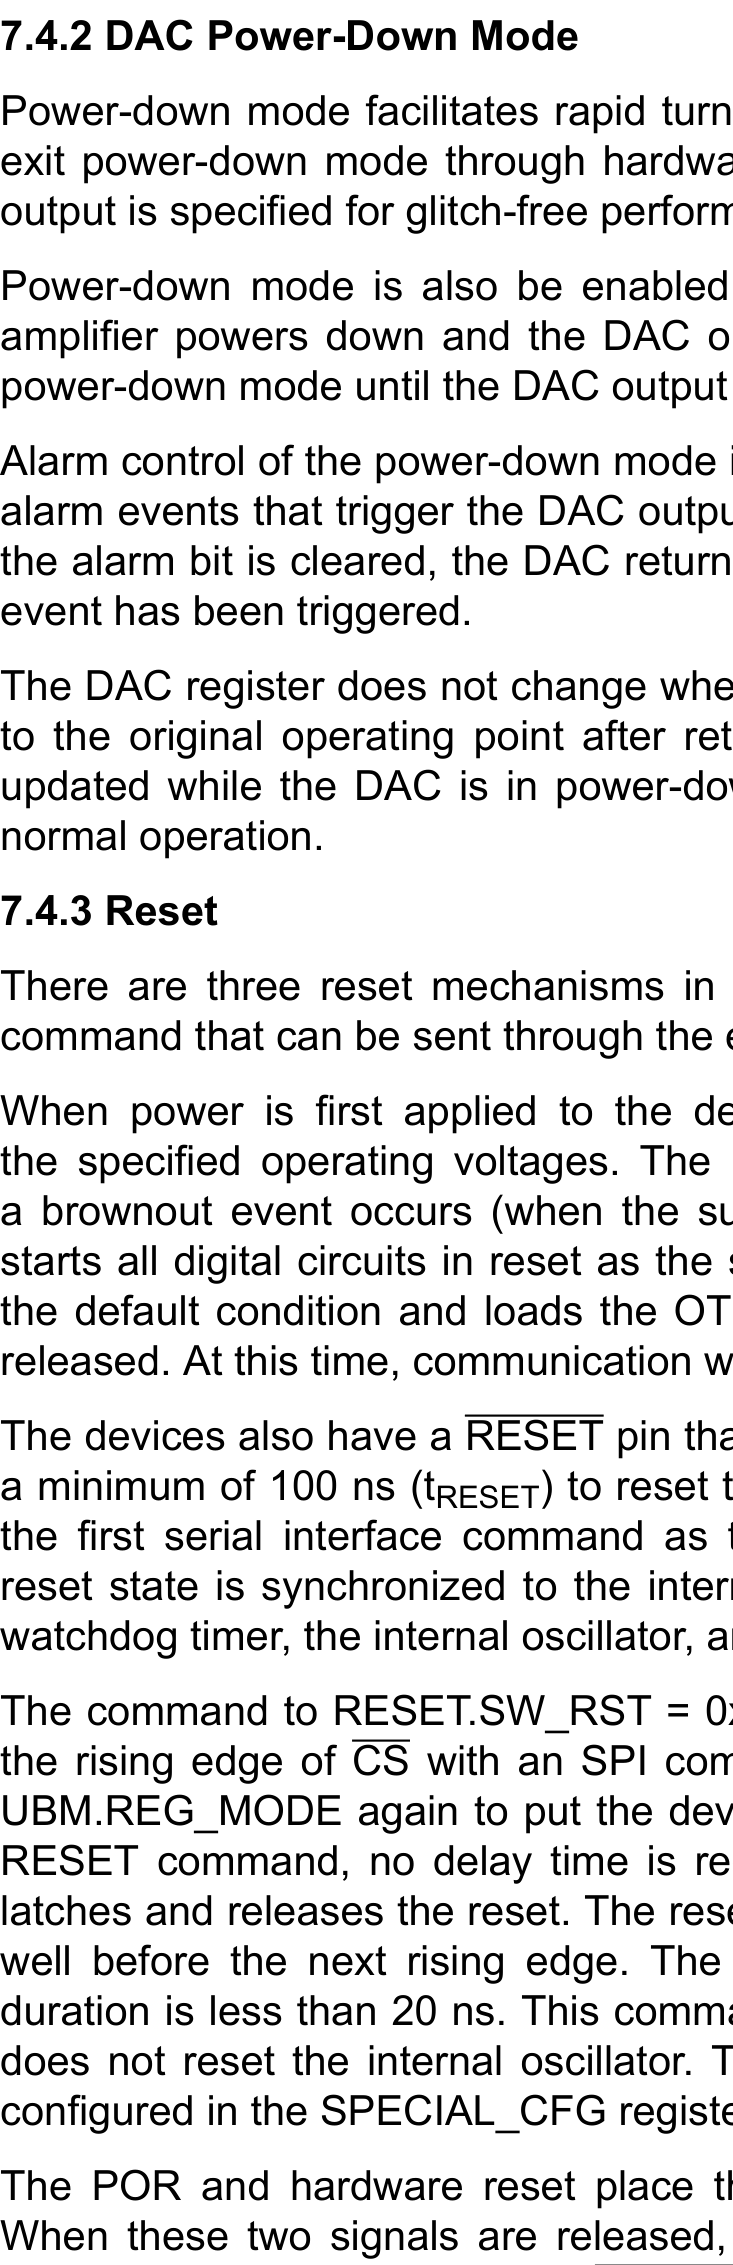 7.4.2 DAC Power-Down Mode
Power-down mode facilitates rapid turn
exit power-down mode through hardwa
output is specified for glitch-free perform
Power-down mode is also be enabled
amplifier powers down and the DAC o
power-down mode until the DAC output
Alarm control of the power-down mode i
alarm events that trigger the DAC outpu
the alarm bit is cleared, the DAC return
event has been triggered.
The DAC register does not change whe
to the original operating point after ret
updated while the DAC is in power-dow
normal operation.
7.4.3 Reset
There are three reset mechanisms in
command that can be sent through the e
When power is first applied to the de
the specified operating voltages. The
a brownout event occurs (when the su
starts all digital circuits in reset as the s
the default condition and loads the OT
released. At this time, communication w
The devices also have a RESET pin tha
a minimum of 100 ns (tRESET) to reset t
the first serial interface command as t
reset state is synchronized to the intern
watchdog timer, the internal oscillator, an
The command to RESET.SW_RST = 0x
the rising edge of CS with an SPI com
UBM.REG_MODE again to put the dev
RESET command, no delay time is re
latches and releases the reset. The rese
well before the next rising edge. The
duration is less than 20 ns. This comma
does not reset the internal oscillator. T
configured in the SPECIAL_CFG registe
The POR and hardware reset place th
When these two signals are released,